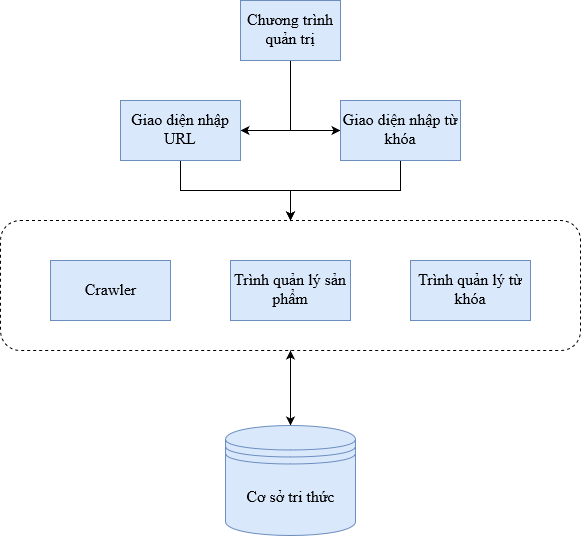 Chương trình
quản trị
Giao diện nhập
URL
Giao diện nhập từ
khóa
Crawler
Trình quản lý sản
phẩm
Trình quản lý từ
khóa
Cơ sở tri thức